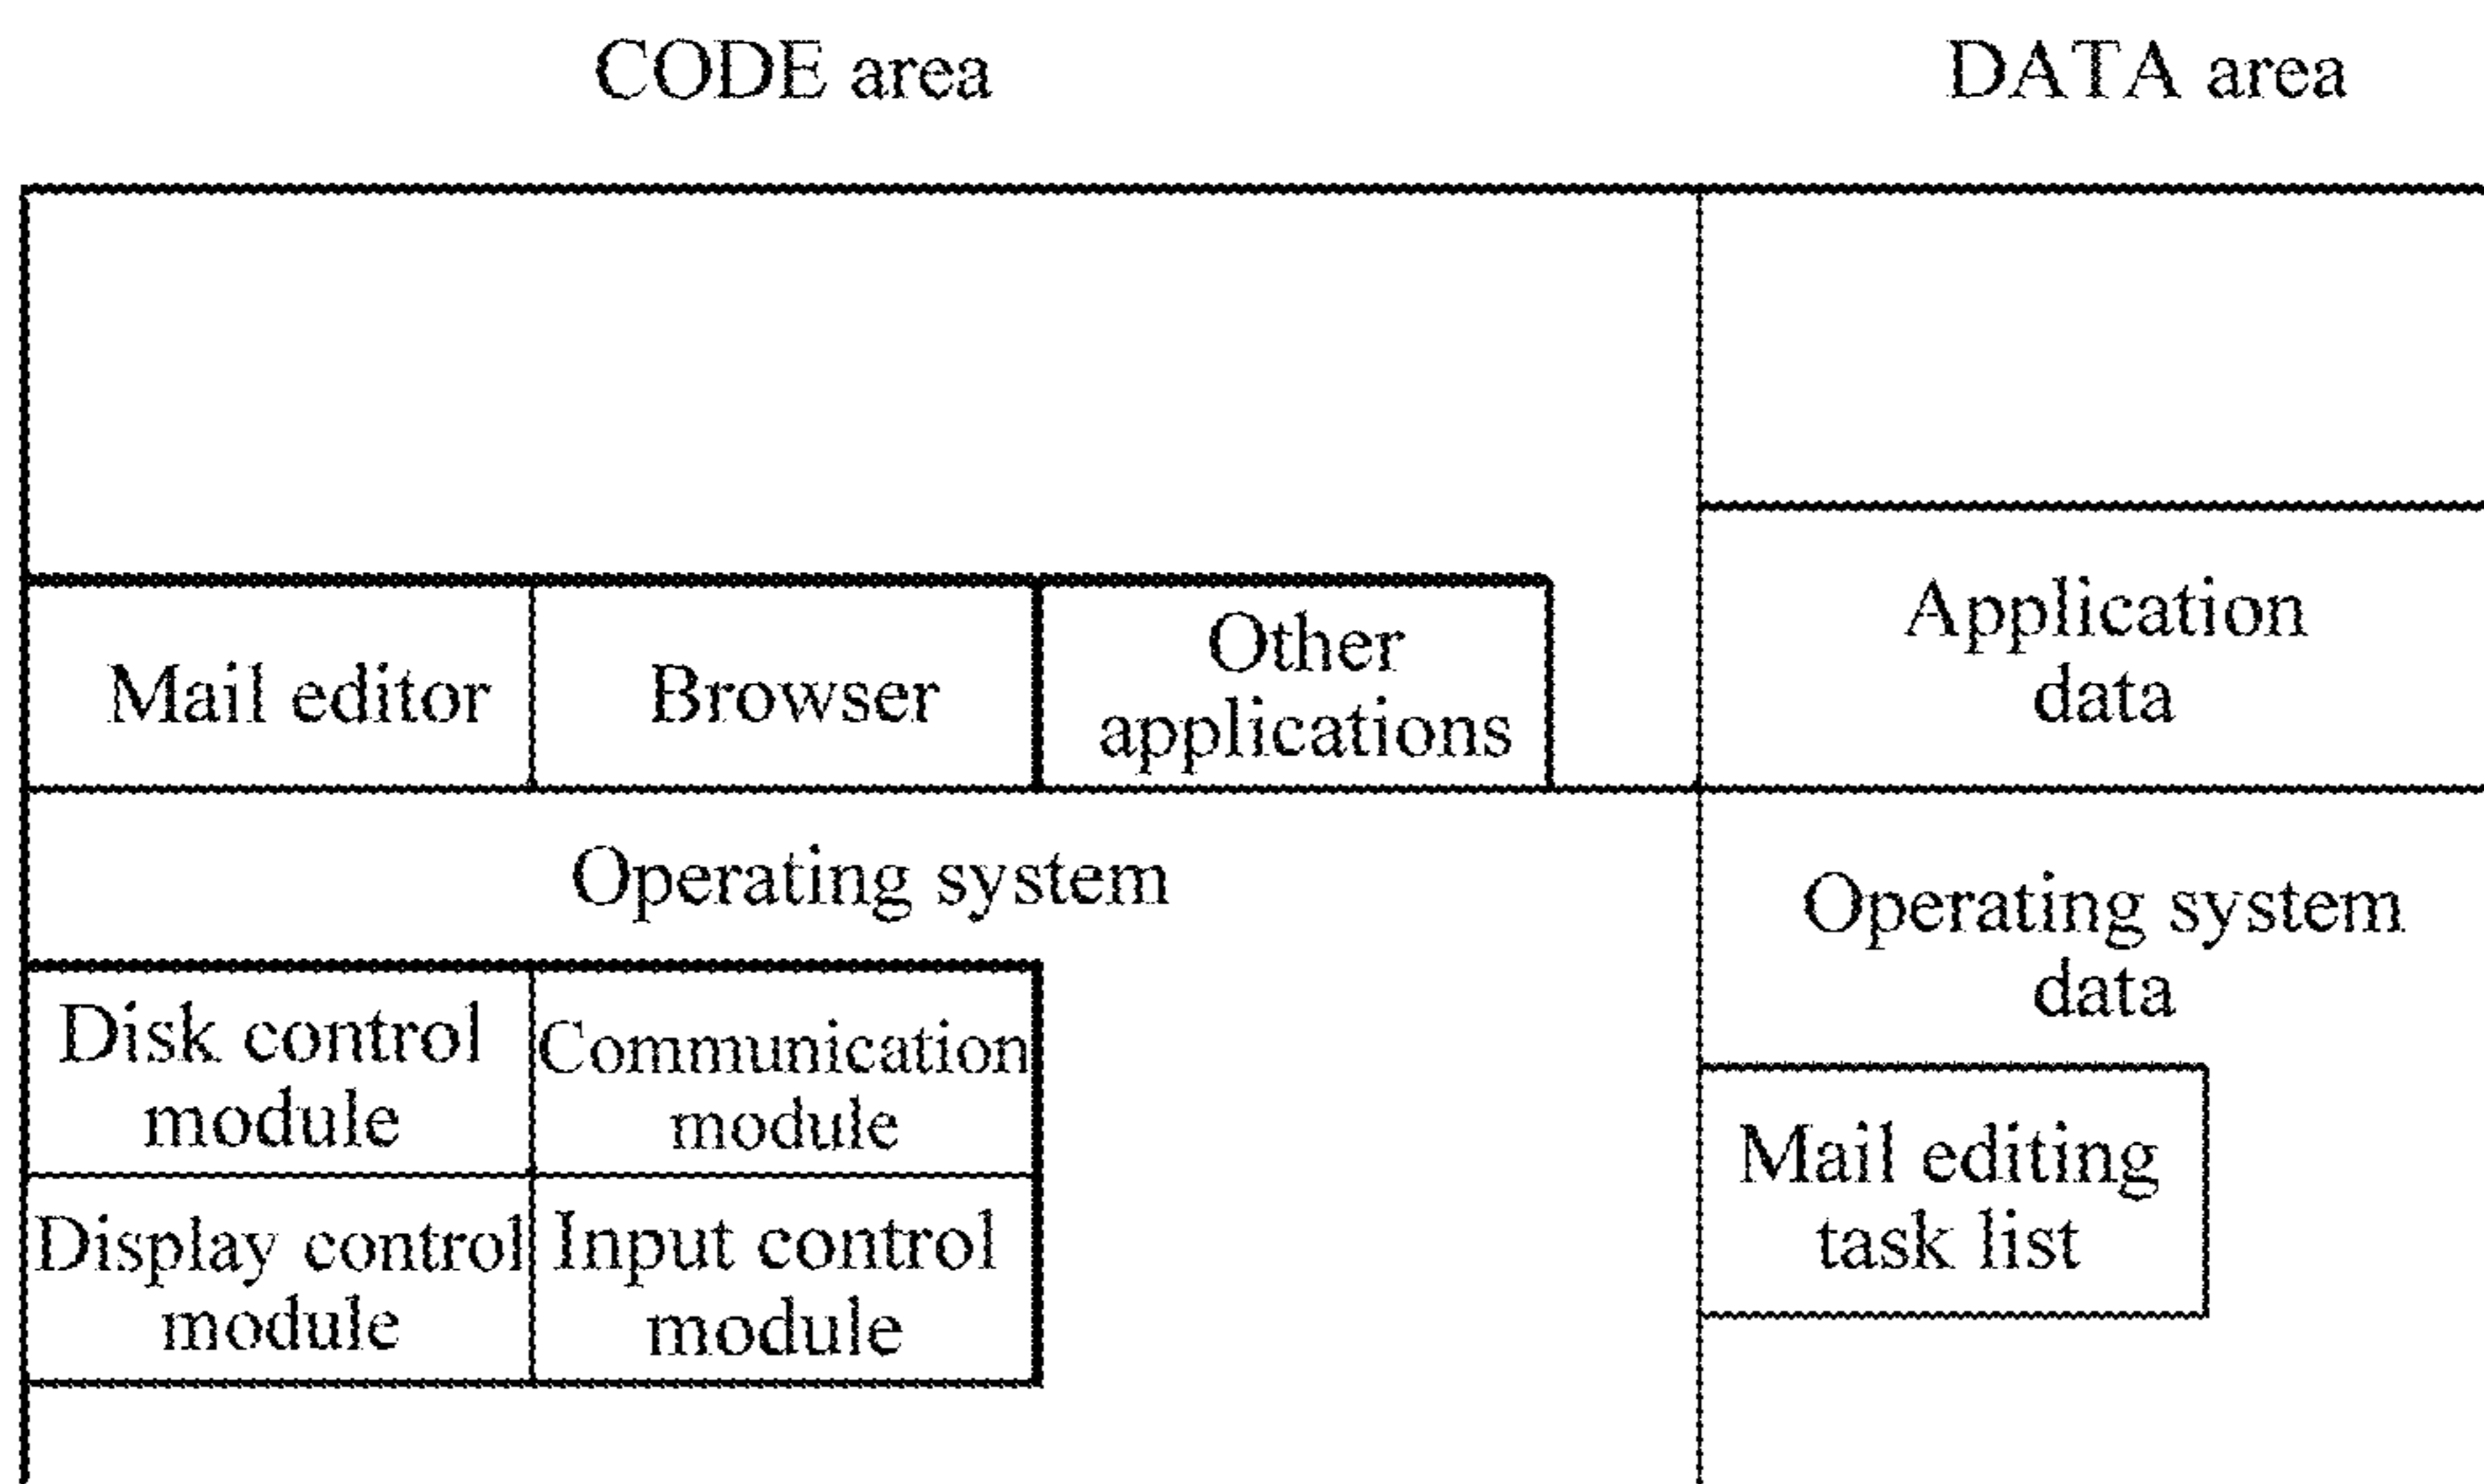 CODE area
DATA area
Mail editor
Browser
Other
applications
Application
data
Operating system
Operating system
data
Disk control
module
Communication
module
Display control
module
Input control
module
Mail editing
task list